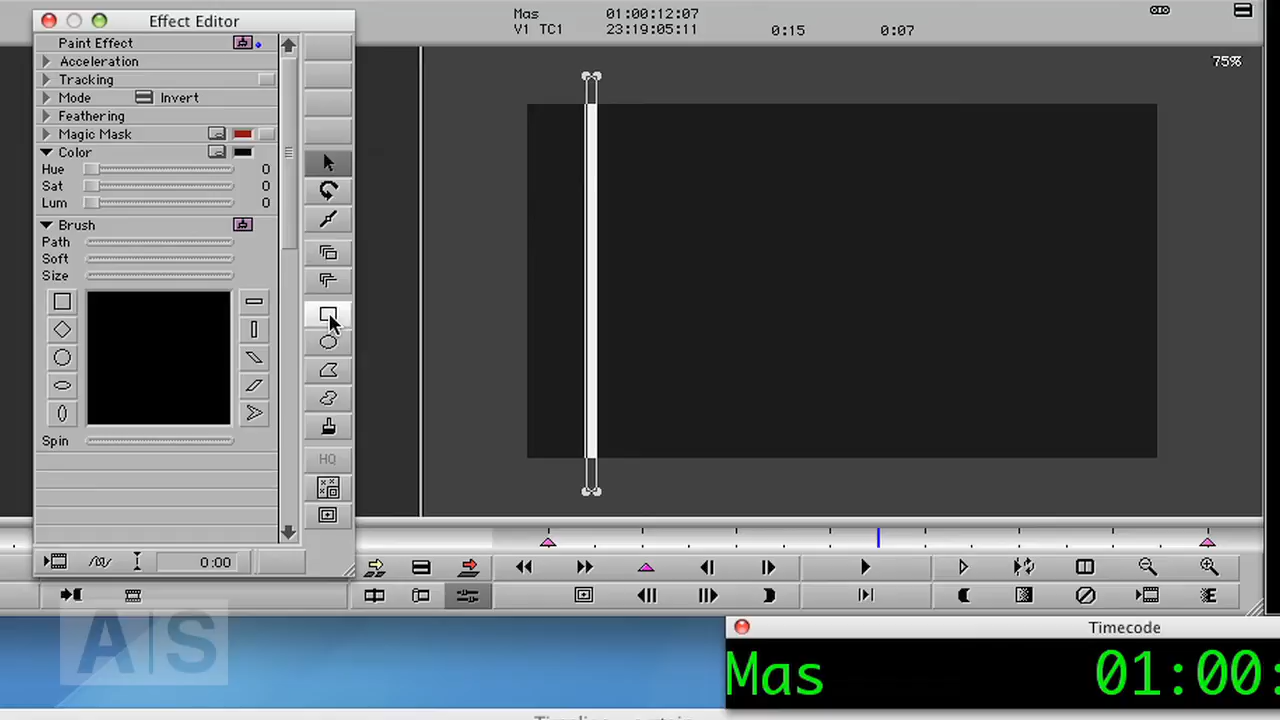 Effect Editor
Mas 01:00:12:07
V1 TC1 23:19:05:11 0:15 0:07
75%
Paint Effect
Acceleration
Tracking
Mode Invert
Feathering
Magic Mask
Color
Hue 0
Sat 0
Lum 0
Brush
Path
Soft
Size
Spin
HQ
0:00
A|S
Timecode
Mas 01:00: